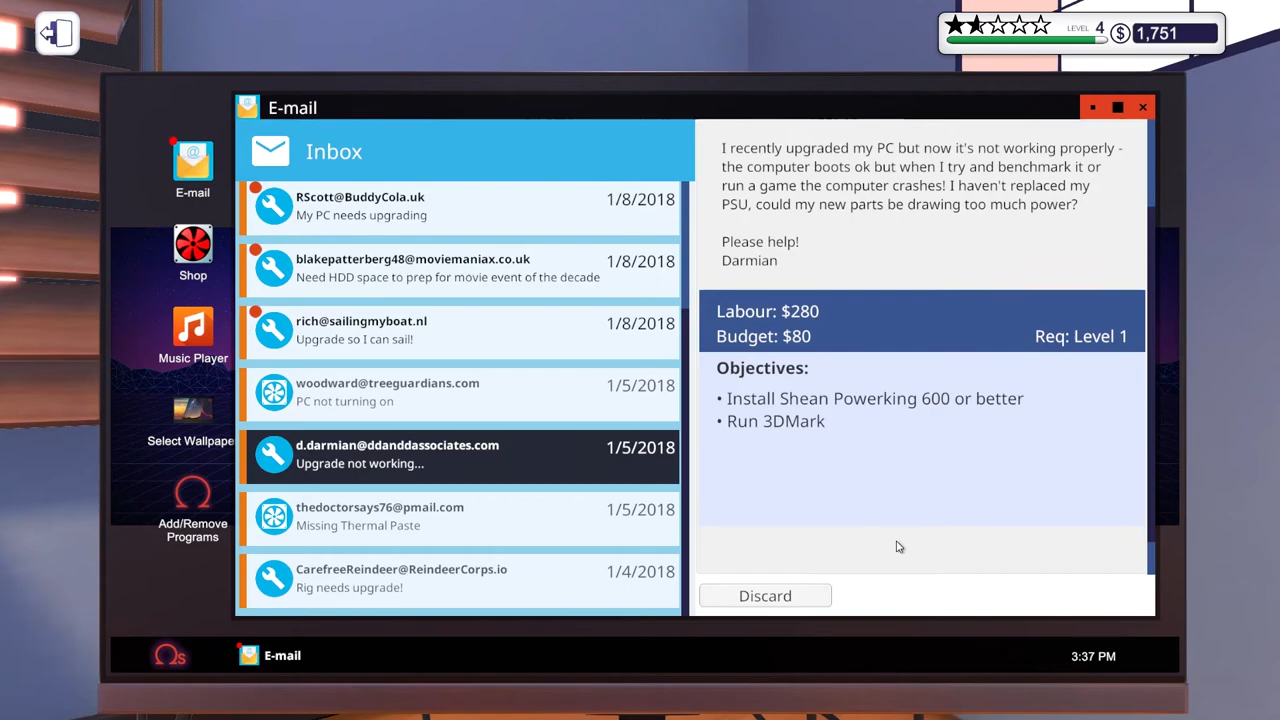 LEVEL 4
$ 1,751
E-mail
Inbox
E-mail
Shop
Music Player
Select Wallpape
Add/Remove
Programs
RScott@BuddyCola.uk 1/8/2018
My PC needs upgrading
blakepatterberg48@moviemaniax.co.uk 1/8/2018
Need HDD space to prep for movie event of the decade
rich@sailingmyboat.nl 1/8/2018
Upgrade so I can sail!
woodward@treeguardians.com 1/5/2018
PC not turning on
d.darmian@ddanddassociates.com 1/5/2018
Upgrade not working...
thedoctorsays76@pmail.com 1/5/2018
Missing Thermal Paste
CarefreeReindeer@ReindeerCorps.io 1/4/2018
Rig needs upgrade!
I recently upgraded my PC but now it's not working properly -
the computer boots ok but when I try and benchmark it or
run a game the computer crashes! I haven't replaced my
PSU, could my new parts be drawing too much power?
Please help!
Darmian
Labour: $280
Budget: $80 Req: Level 1
Objectives:
• Install Shean Powerking 600 or better
• Run 3DMark
Discard
Ωs
E-mail
3:37 PM